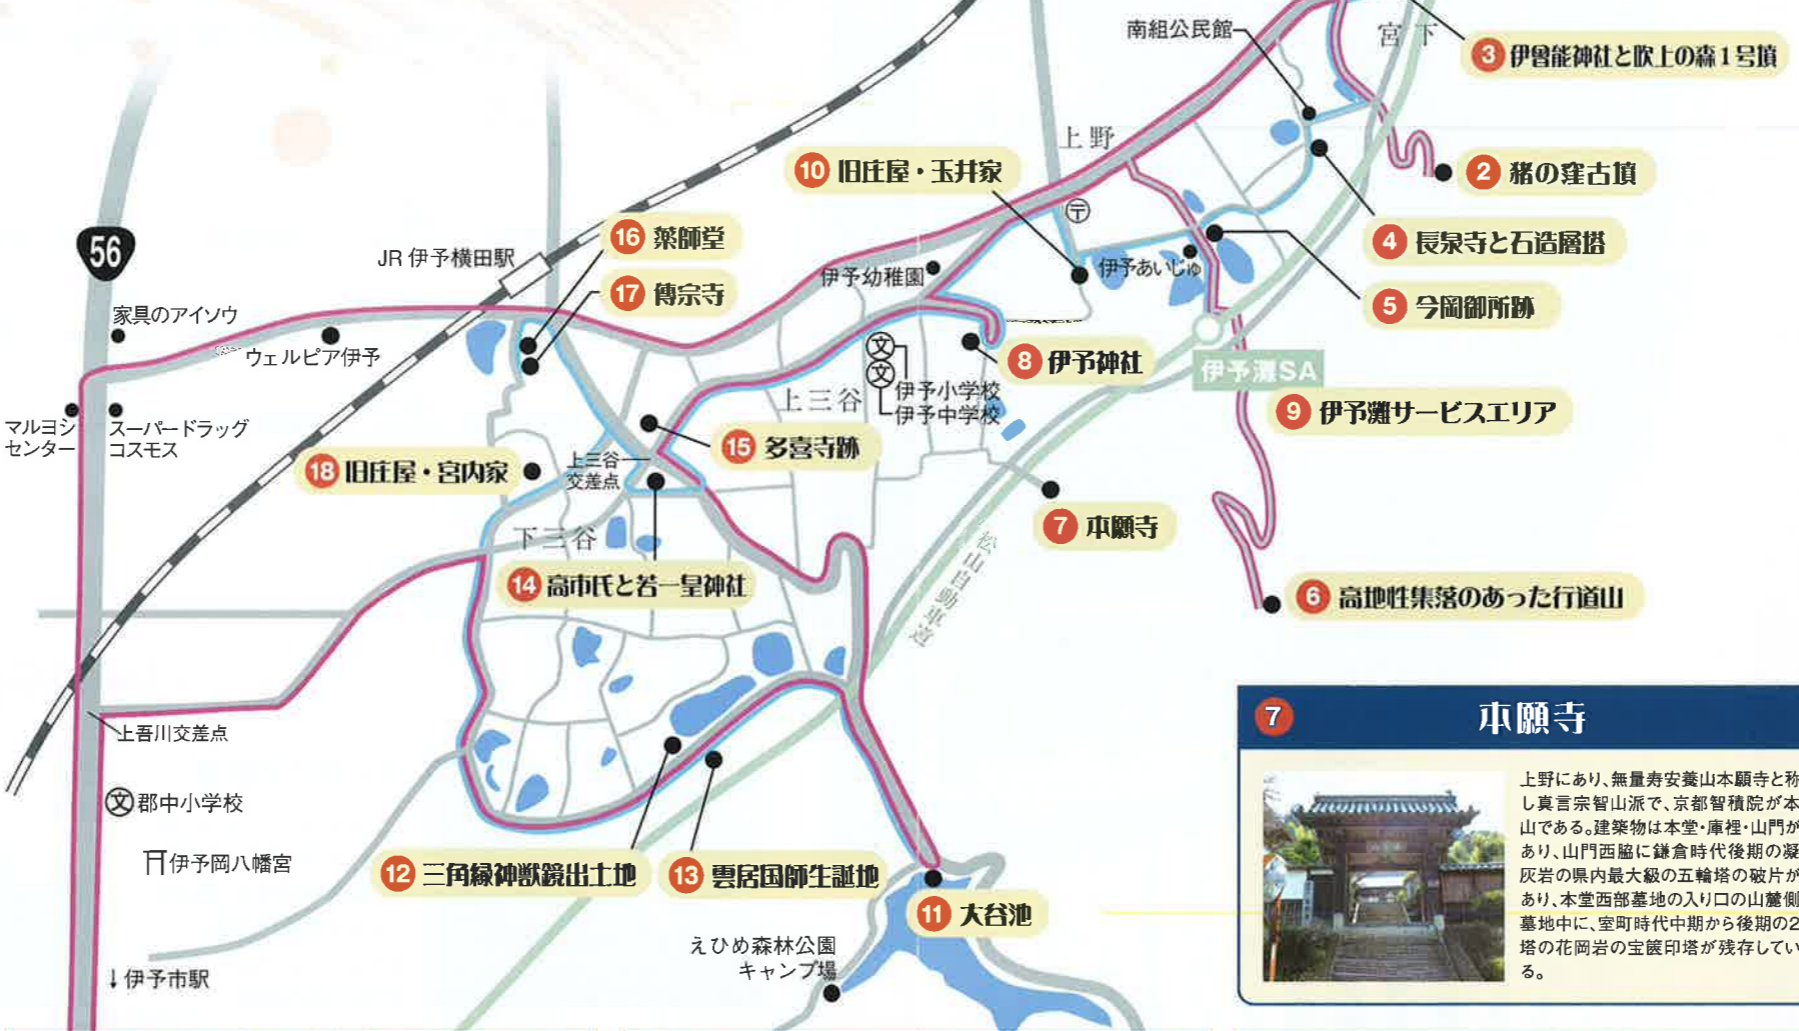 南組公民館
宮下
3 伊曽能神社と吹上の森1号墳
上野
10 旧庄屋・玉井家
2 猪の窪古墳
〒
16 薬師堂
56
JR 伊予横田駅
4 長泉寺と石造層塔
伊予幼稚園
伊予あいじゅ
17 傳宗寺
5 今岡御所跡
家具のアイソウ
ウェルピア伊予
文
文
8 伊予神社
伊予灘SA
伊予小学校
伊予中学校
上三谷
9 伊予灘サービスエリア
マルヨシ
センター
スーパードラッグ
コスモス
15 多喜寺跡
18 旧庄屋・宮内家
上三谷
交差点
7 本願寺
下三谷
松山自動車道
14 高市氏と若一皇神社
6 高地性集落のあった行道山
上吾川交差点
文 郡中小学校
伊予岡八幡宮
12 三角縁神獣鏡出土地
13 雲居国師生誕地
11 大谷池
えひめ森林公園
キャンプ場
↓伊予市駅
7 本願寺
上野にあり、無量寿安養山本願寺と称
し真言宗智山派で、京都智積院が本
山である。建築物は本堂・庫裡・山門が
あり、山門西脇に鎌倉時代後期の凝
灰岩の県内最大級の五輪塔の破片が
あり、本堂西部墓地の入り口の山麓側
墓地中に、室町時代中期から後期の2
塔の花岡岩の宝篋印塔が残存してい
る。